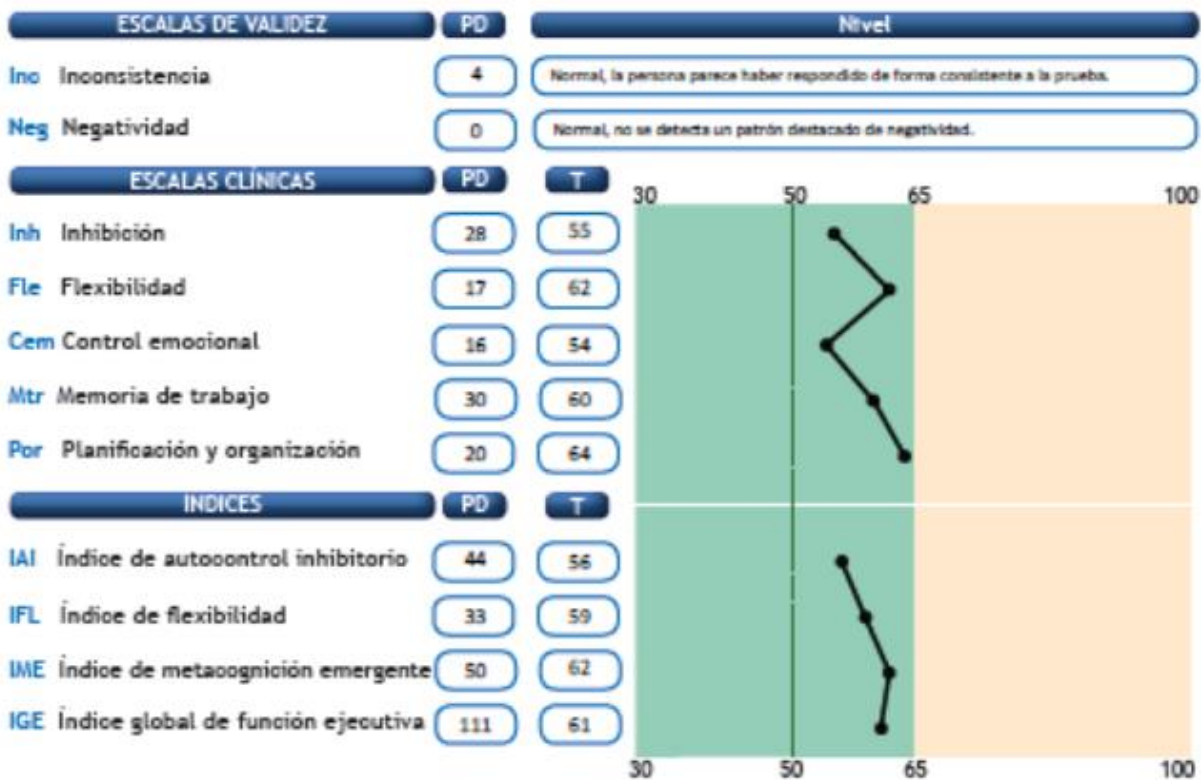 ESCALAS DE VALIDEZ PD Nivel
Inc Inconsistencia 4 Normal, la persona parece haber respondido de forma consistente a la prueba.
Neg Negatividad 0 Normal, no se detecta un patrón destacado de negatividad.
ESCALAS CLÍNICAS PD T 30 50 65 100
Inh Inhibición 28 55
Fle Flexibilidad 17 62
Cem Control emocional 16 54
Mtr Memoria de trabajo 30 60
Por Planificación y organización 20 64
INDICES PD T
IAI Índice de autocontrol inhibitorio 44 56
IFL Índice de flexibilidad 33 59
IME Índice de metacognición emergente 50 62
IGE Índice global de función ejecutiva 111 61
30 50 65 100